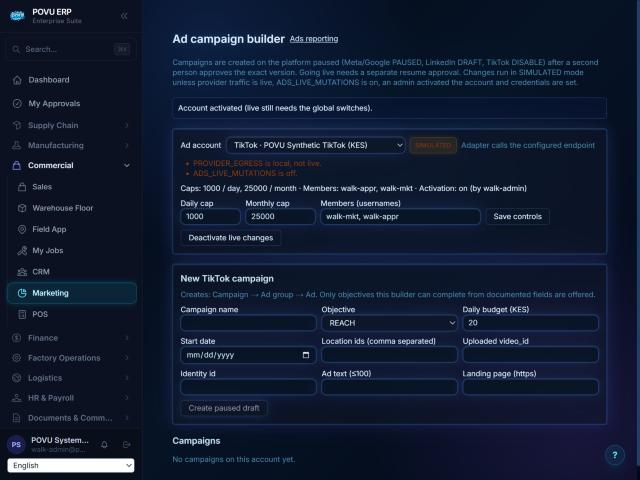 POVU ERP
Enterprise Suite
Search...
Dashboard
My Approvals
Supply Chain
Manufacturing
Commercial
Sales
Warehouse Floor
Field App
My Jobs
CRM
Marketing
POS
Finance
Factory Operations
Logistics
HR & Payroll
Documents & Comm...
PS
POVU System...
walk-admin@p...
English
Ad campaign builder Ads reporting
Campaigns are created on the platform paused (Meta/Google PAUSED, LinkedIn DRAFT, TikTok DISABLE) after a second
person approves the exact version. Going live needs a separate resume approval. Changes run in SIMULATED mode
unless provider traffic is live, ADS_LIVE_MUTATIONS is on, an admin activated the account and credentials are set.
Account activated (live still needs the global switches).
Ad account TikTok · POVU Synthetic TikTok (KES) SIMULATED Adapter calls the configured endpoint
• PROVIDER_EGRESS is local, not live.
• ADS_LIVE_MUTATIONS is off.
Caps: 1000 / day, 25000 / month · Members: walk-appr, walk-mkt · Activation: on (by walk-admin)
Daily cap Monthly cap Members (usernames)
1000 25000 walk-mkt, walk-appr Save controls
Deactivate live changes
New TikTok campaign
Creates: Campaign → Ad group → Ad. Only objectives this builder can complete from documented fields are offered.
Campaign name Objective Daily budget (KES)
REACH 20
Start date Location ids (comma separated) Uploaded video_id
mm/dd/yyyy
Identity id Ad text (≤100) Landing page (https)
Create paused draft
Campaigns
No campaigns on this account yet.
?